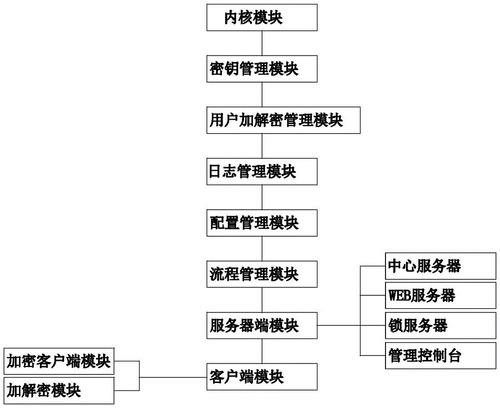 内核模块
密钥管理模块
用户加解密管理模块
日志管理模块
配置管理模块
流程管理模块
服务器端模块
中心服务器
WEB服务器
锁服务器
管理控制台
客户端模块
加密客户端模块
加解密模块